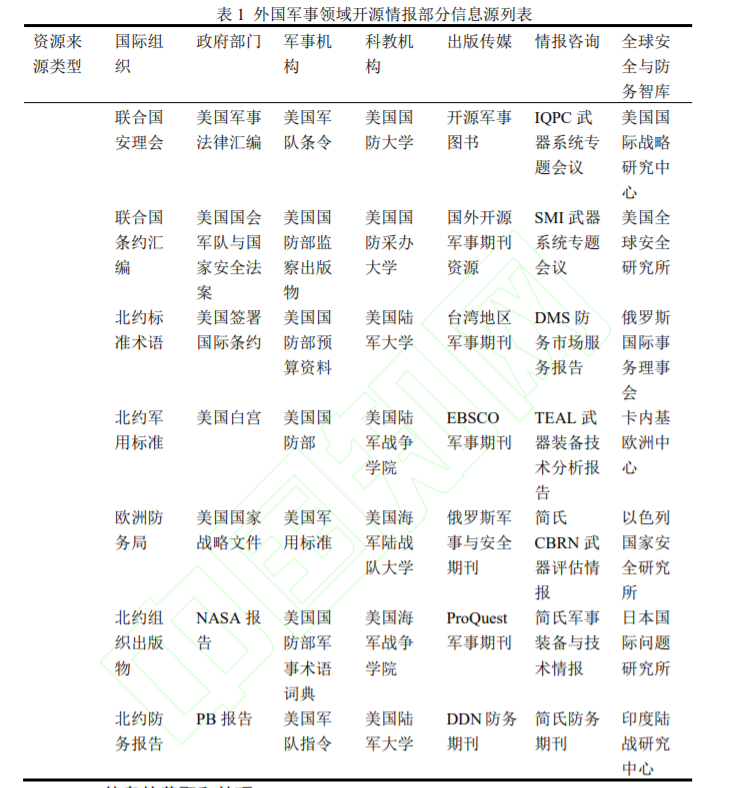 表 1 外国军事领域开源情报部分信息源列表
资源来 国际组 政府部门 军事机 科教机 出版传媒 情报咨询 全球安
源类型 织 构 构 全与防
务智库
联合国 美国军事 美国军 美国国 开源军事 IQPC 武 美国国
安理会 法律汇编 队条令 防大学 图书 器系统专 际战略
题会议 研究中
心
联合国 美国国会 美国国 美国国 国外开源 SMI 武器 美国全
条约汇 军队与国 防部监 防采办 军事期刊 系统专题 球安全
编 家安全法 察出版 大学 资源 会议 研究所
案 物
北约标 美国签署 美国国 美国陆 台湾地区 DMS 防 俄罗斯
准术语 国际条约 防部预 军大学 军事期刊 务市场服 国际事
算资料 务报告 务理事
会
北约军 美国白宫 美国国 美国陆 EBSCO TEAL 武 卡内基
用标准 防部 军战争 军事期刊 器装备技 欧洲中
学院 术分析报 心
告
欧洲防 美国国家 美国军 美国海 俄罗斯军 简氏 以色列
务局 战略文件 用标准 军陆战 事与安全 CBRN 武 国家安
队大学 期刊 器评估情 全研究
报 所
北约组 NASA 报 美国国 美国海 ProQuest 简氏军事 日本国
织出版 告 防部军 军战争 军事期刊 装备与技 际问题
物 事术语 学院 术情报 研究所
词典
北约防 PB 报告 美国军 美国陆 DDN 防务 简氏防务 印度陆
务报告 队指令 军大学 期刊 期刊 战研究
中心
中国知网